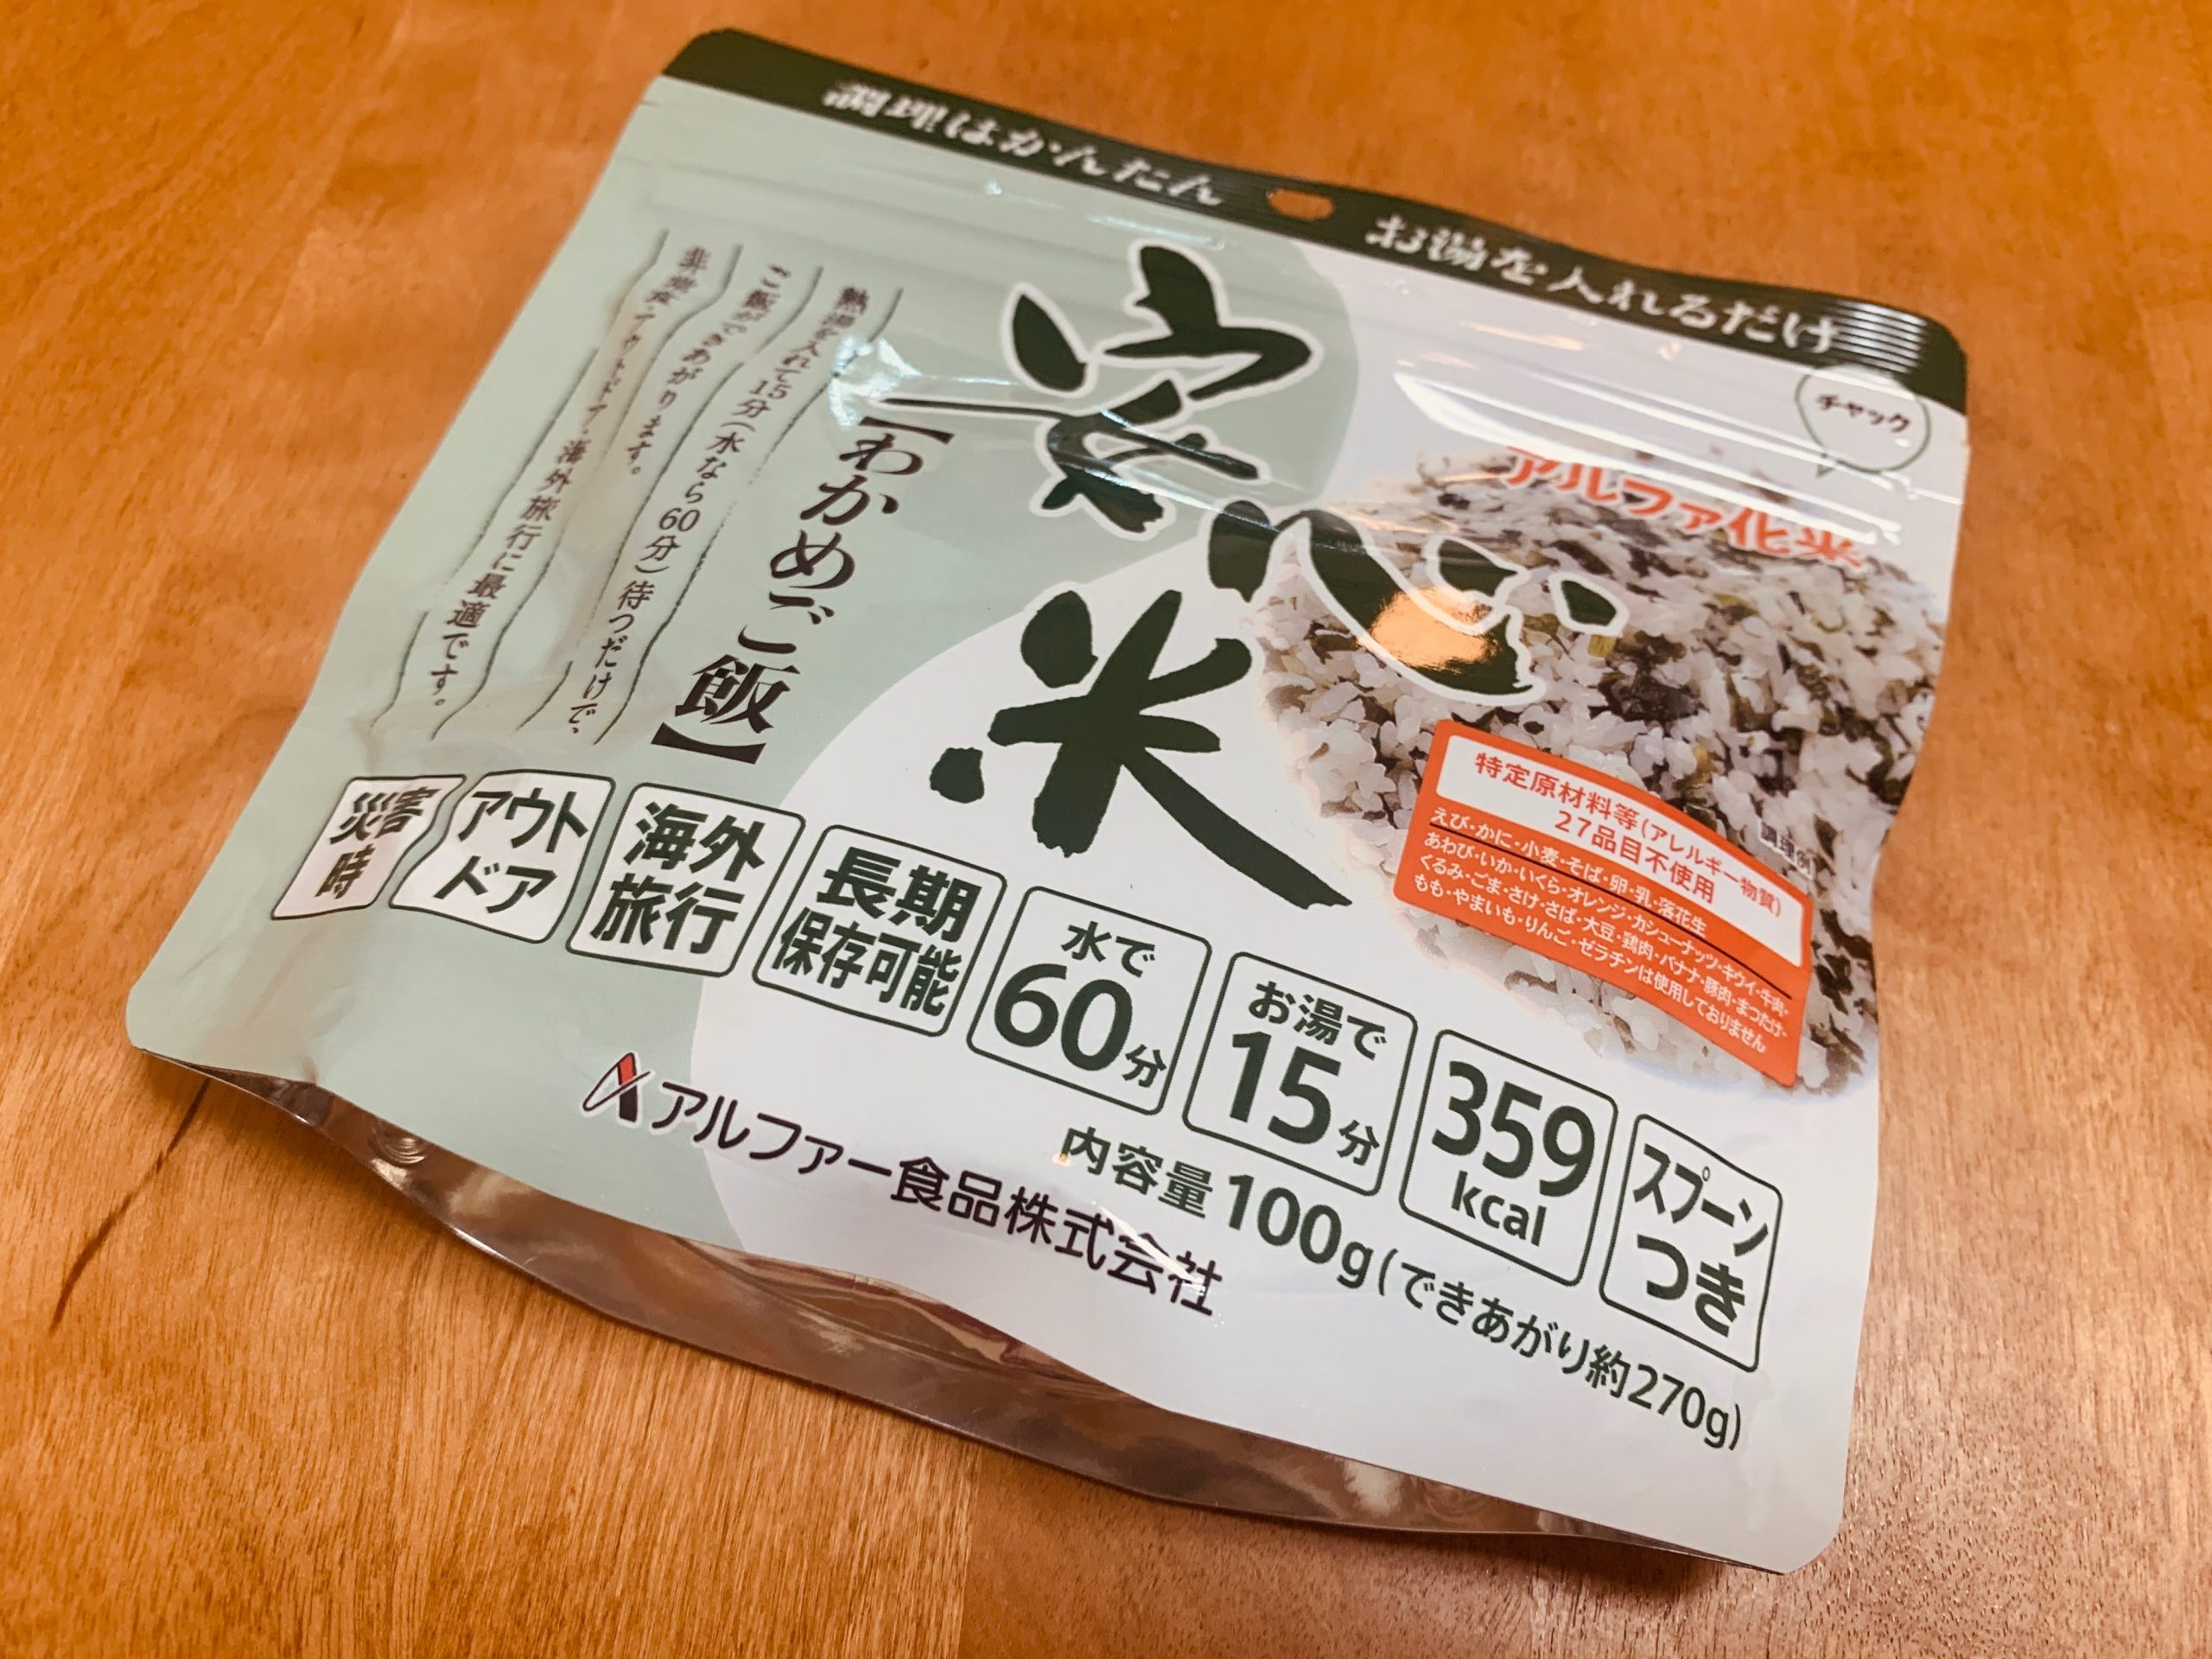 調理はかんたん お湯を入れるだけ
チャック
アルファ化米
安心米
【わかめご飯】
熱湯を入れて15分(水なら60分)待つだけで、
ご飯ができあがります。
非常食・アウトドア・海外旅行に最適です。
調理例
特定原材料等(アレルギー物質)
27品目不使用
えび・かに・小麦・そば・卵・乳・落花生
あわび・いか・いくら・オレンジ・カシューナッツ・キウイ・牛肉・
くるみ・ごま・さけ・さば・大豆・鶏肉・バナナ・豚肉・まつたけ・
もも・やまいも・りんご・ゼラチンは使用しておりません
災害
時
アウト
ドア
海外
旅行
長期
保存可能
水で
60分
お湯で
15分
359
kcal
スプーン
つき
内容量100g(できあがり約270g)
アルファー食品株式会社